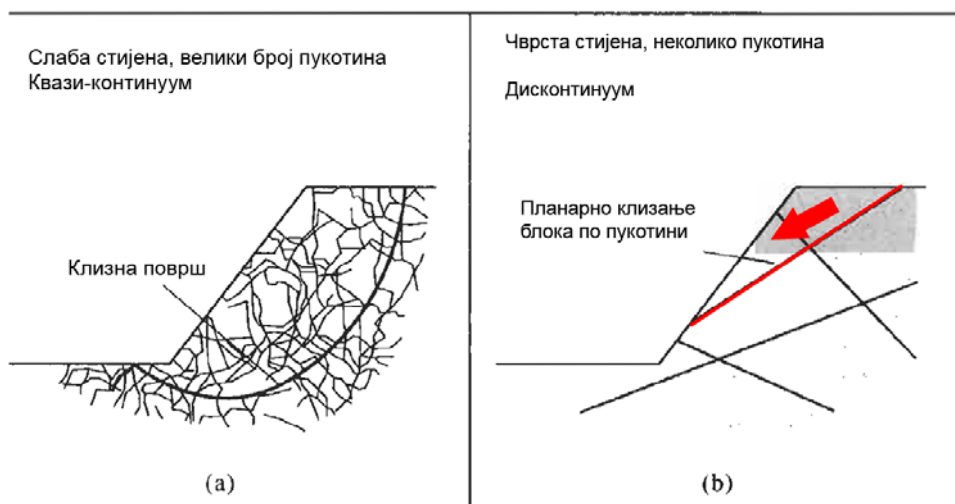 Слаба стијена, велики број пукотина
Квази-континуум
Клизна површ
(a)
Чврста стијена, неколико пукотина
Дисконтинуум
Планарно клизање
блока по пукотини
(b)